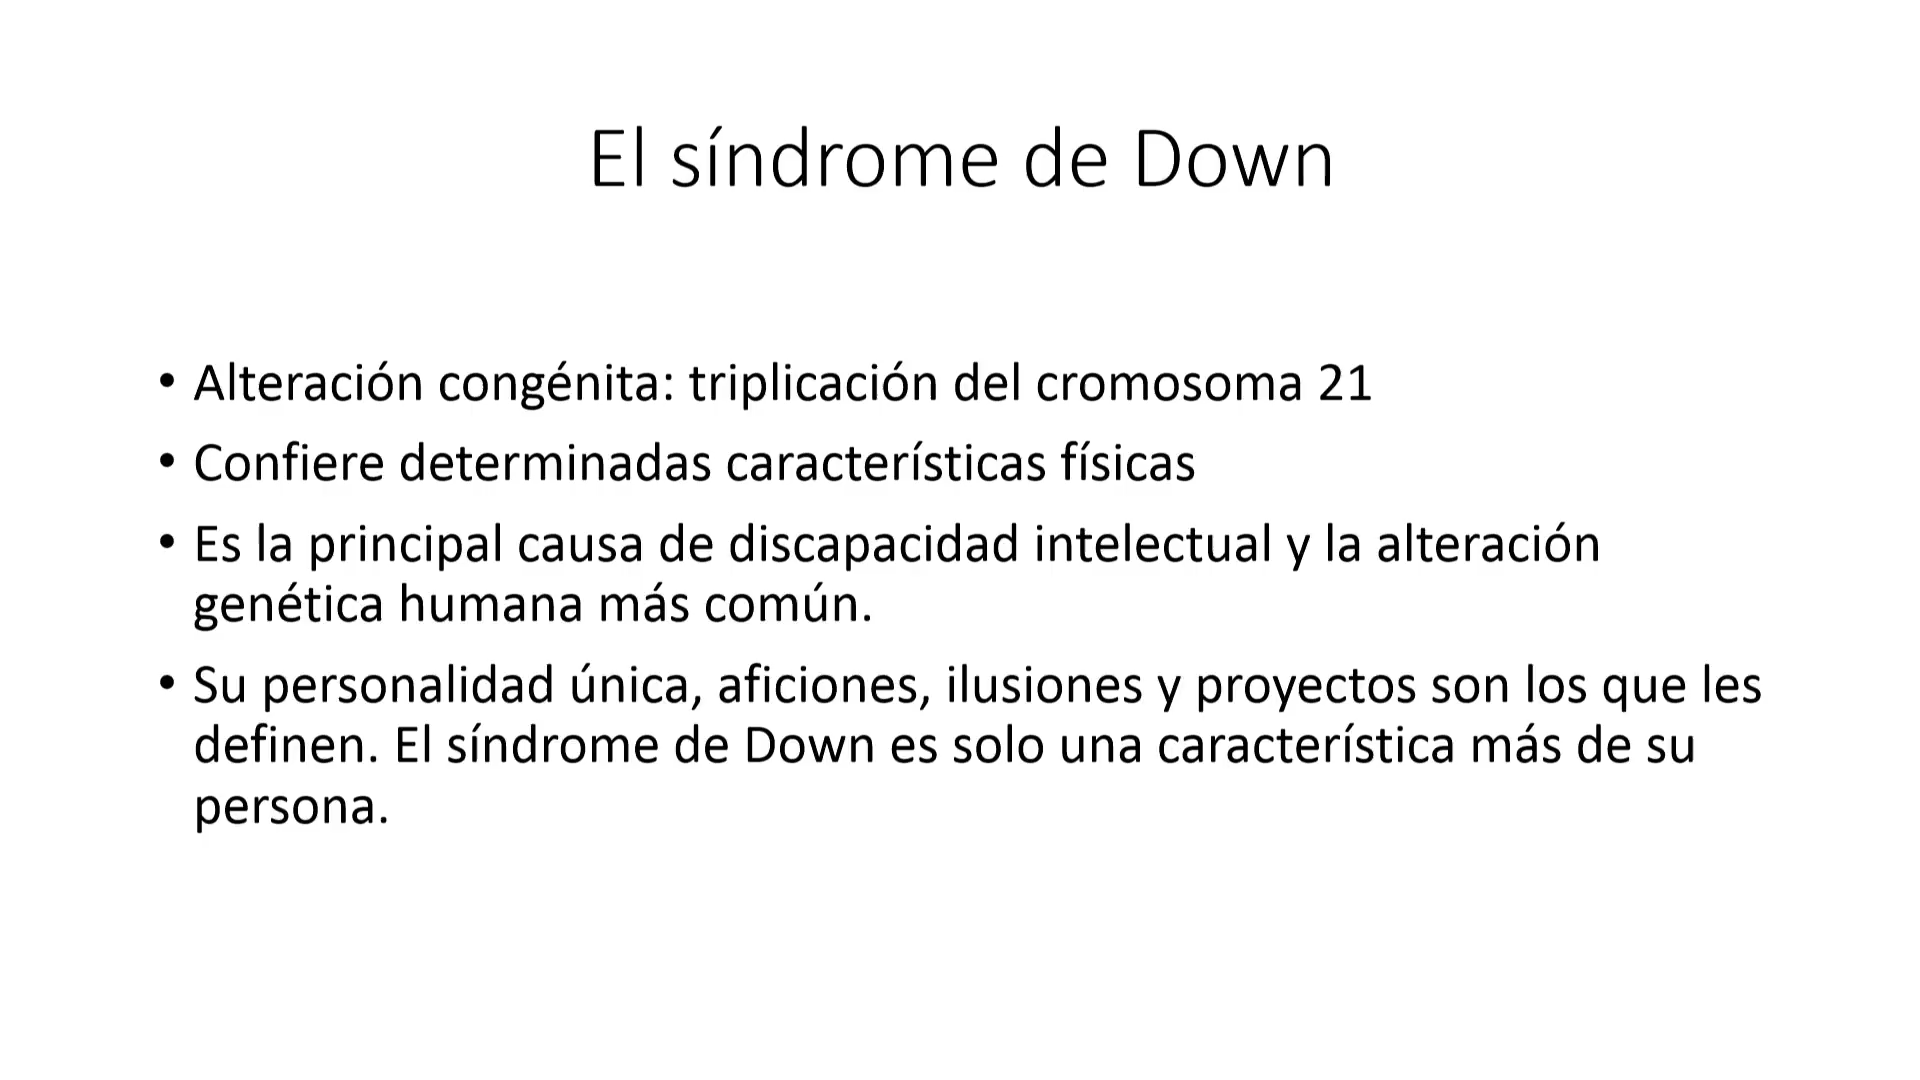 El síndrome de Down
• Alteración congénita: triplicación del cromosoma 21
• Confiere determinadas características físicas
• Es la principal causa de discapacidad intelectual y la alteración
genética humana más común.
• Su personalidad única, aficiones, ilusiones y proyectos son los que les
definen. El síndrome de Down es solo una característica más de su
persona.